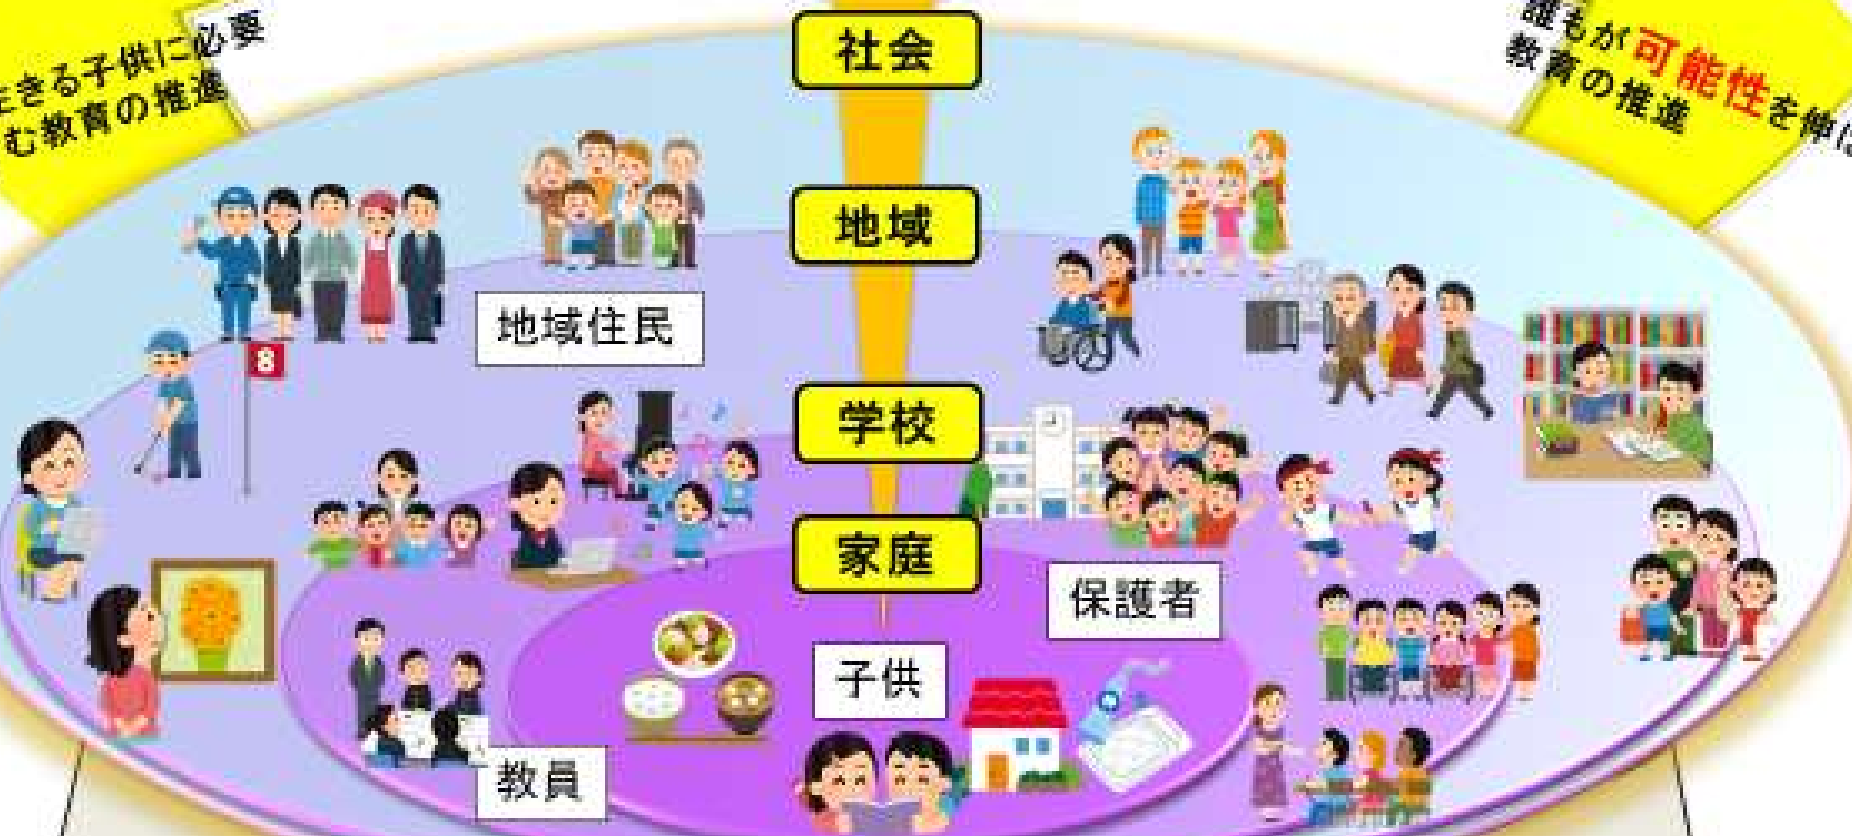 きる子供に必要
む教育の推進
社会
誰もが可能性を伸
教育の推進
地域
地域住民
8
学校
家庭
保護者
子供
教員